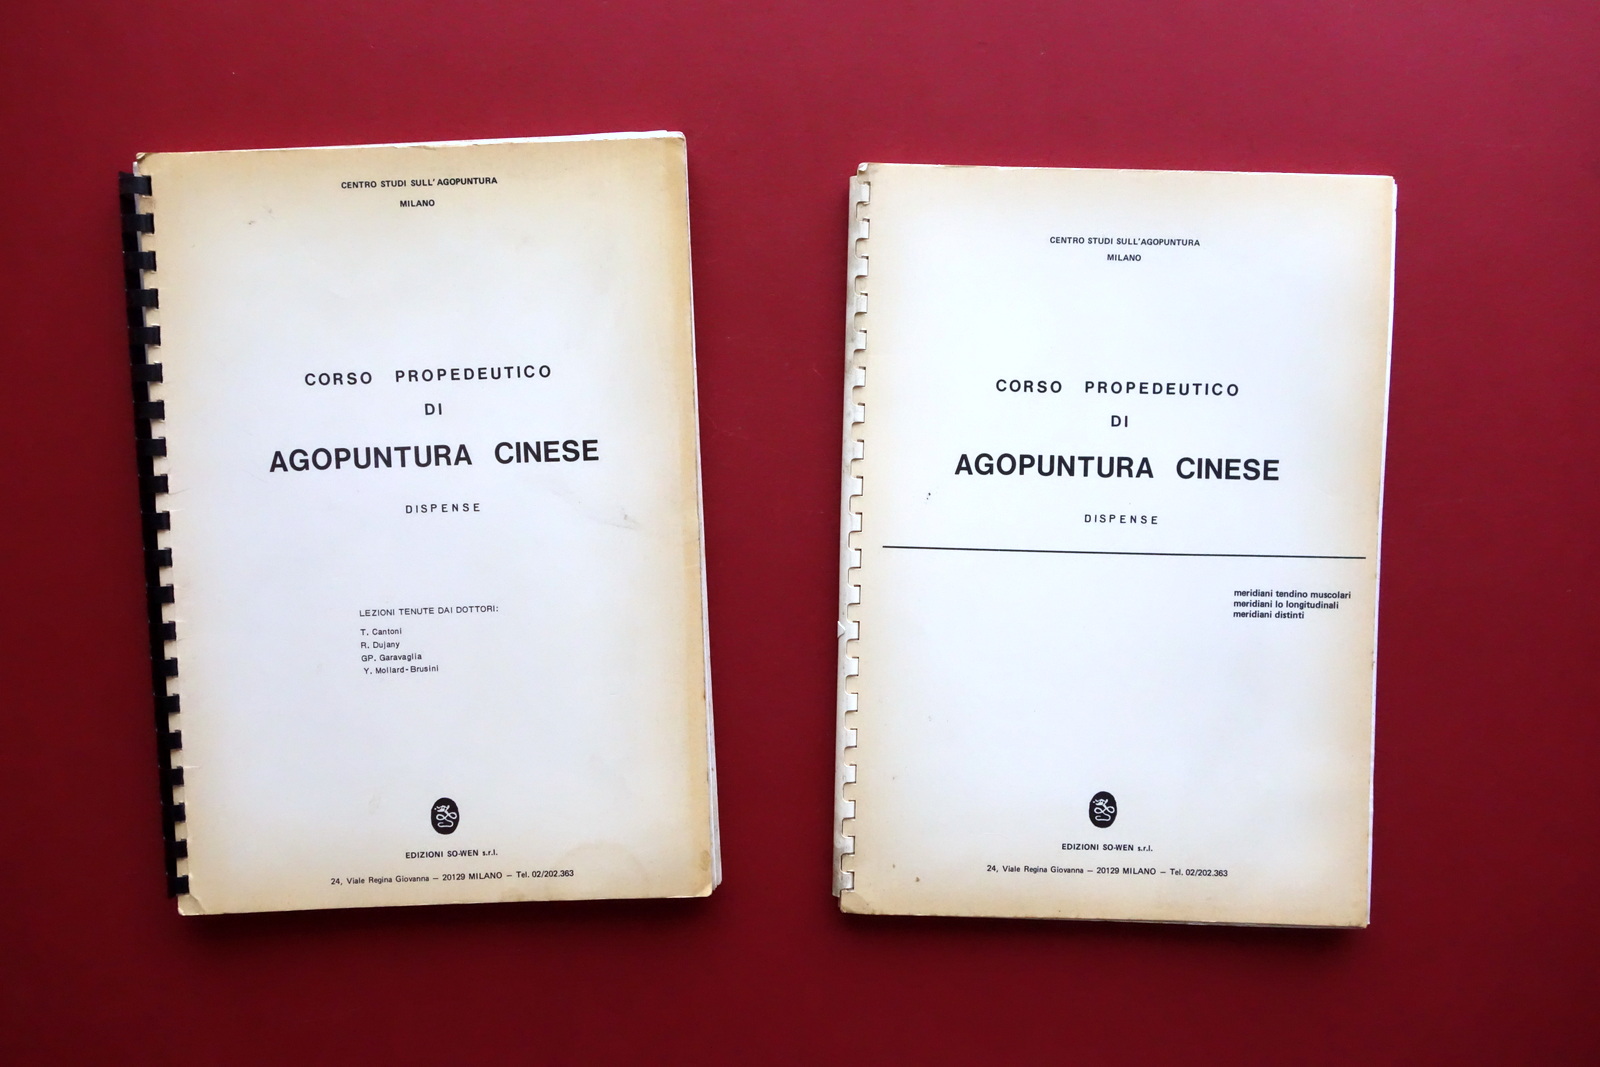 CENTRO STUDI SULL'AGOPUNTURA
MILANO
CORSO PROPEDEUTICO
DI
AGOPUNTURA CINESE
DISPENSE
LEZIONI TENUTE DAI DOTTORI:
T. Cantoni
R. Dujany
GP. Garavaglia
Y. Mollard-Brusini
EDIZIONI SO-WEN s.r.l.
24, Viale Regina Giovanna — 20129 MILANO — Tel. 02/202.363
CENTRO STUDI SULL'AGOPUNTURA
MILANO
CORSO PROPEDEUTICO
DI
AGOPUNTURA CINESE
DISPENSE
meridiani tendino muscolari
meridiani lo longitudinali
meridiani distinti
EDIZIONI SO-WEN s.r.l.
24, Viale Regina Giovanna — 20129 MILANO — Tel. 02/202.363